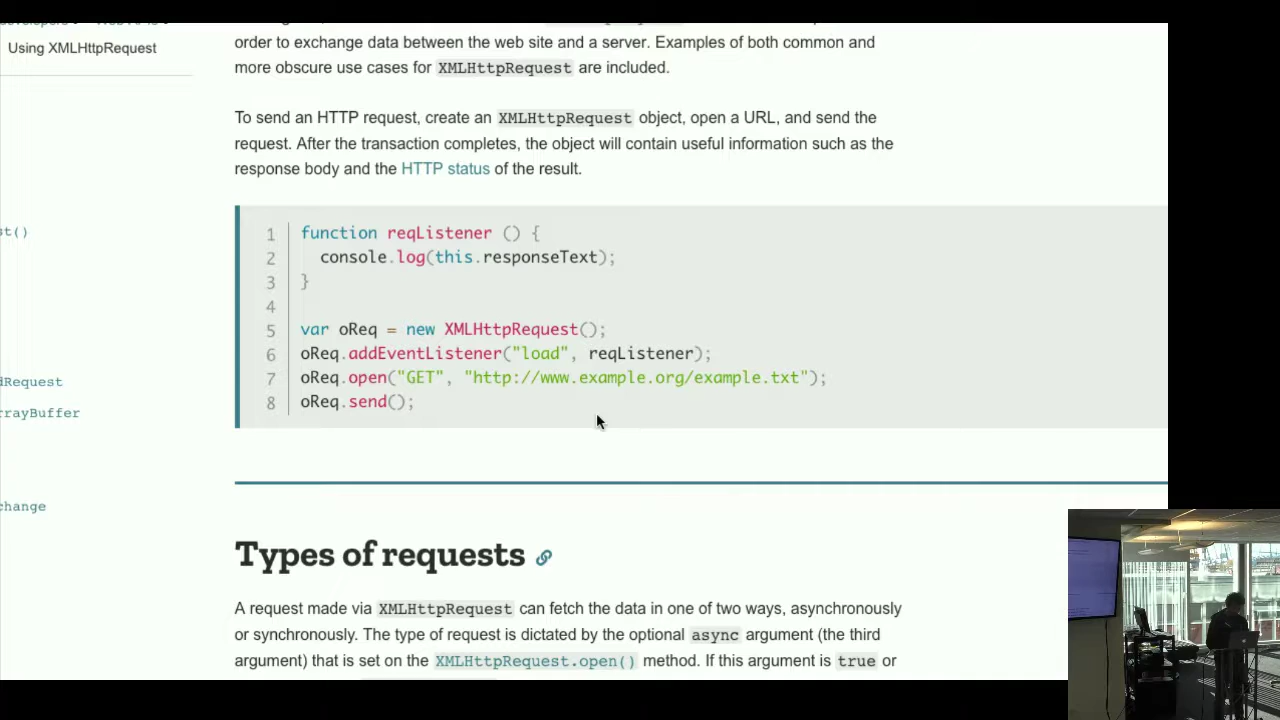 Using XMLHttpRequest
order to exchange data between the web site and a server. Examples of both common and
more obscure use cases for XMLHttpRequest are included.
To send an HTTP request, create an XMLHttpRequest object, open a URL, and send the
request. After the transaction completes, the object will contain useful information such as the
response body and the HTTP status of the result.
st()
1 function reqListener () {
2 console.log(this.responseText);
3 }
4
5 var oReq = new XMLHttpRequest();
6 oReq.addEventListener("load", reqListener);
7 oReq.open("GET", "http://www.example.org/example.txt");
8 oReq.send();
dRequest
rrayBuffer
change
Types of requests
A request made via XMLHttpRequest can fetch the data in one of two ways, asynchronously
or synchronously. The type of request is dictated by the optional async argument (the third
argument) that is set on the XMLHttpRequest.open() method. If this argument is true or